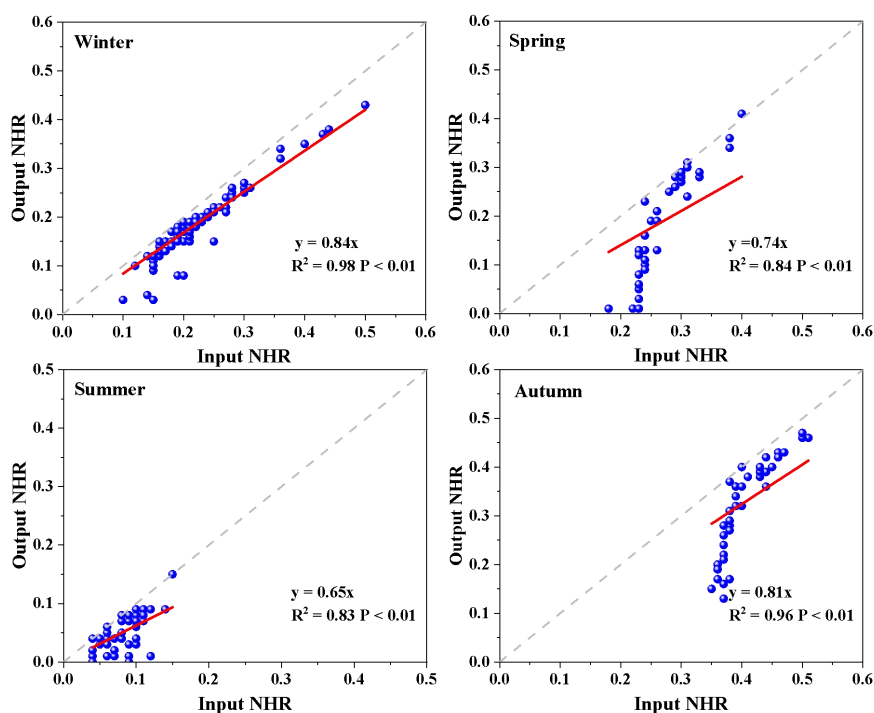 Winter
Output NHR
0.6
0.5
0.4
0.3
0.2
0.1
0.0
y = 0.84x
R² = 0.98 P < 0.01
0.0 0.1 0.2 0.3 0.4 0.5 0.6
Input NHR
Spring
Output NHR
0.6
0.5
0.4
0.3
0.2
0.1
0.0
y =0.74x
R² = 0.84 P < 0.01
0.0 0.1 0.2 0.3 0.4 0.5 0.6
Input NHR
Summer
Output NHR
0.5
0.4
0.3
0.2
0.1
0.0
y = 0.65x
R² = 0.83 P < 0.01
0.0 0.1 0.2 0.3 0.4 0.5
Input NHR
Autumn
Output NHR
0.6
0.5
0.4
0.3
0.2
0.1
0.0
y = 0.81x
R² = 0.96 P < 0.01
0.0 0.1 0.2 0.3 0.4 0.5 0.6
Input NHR